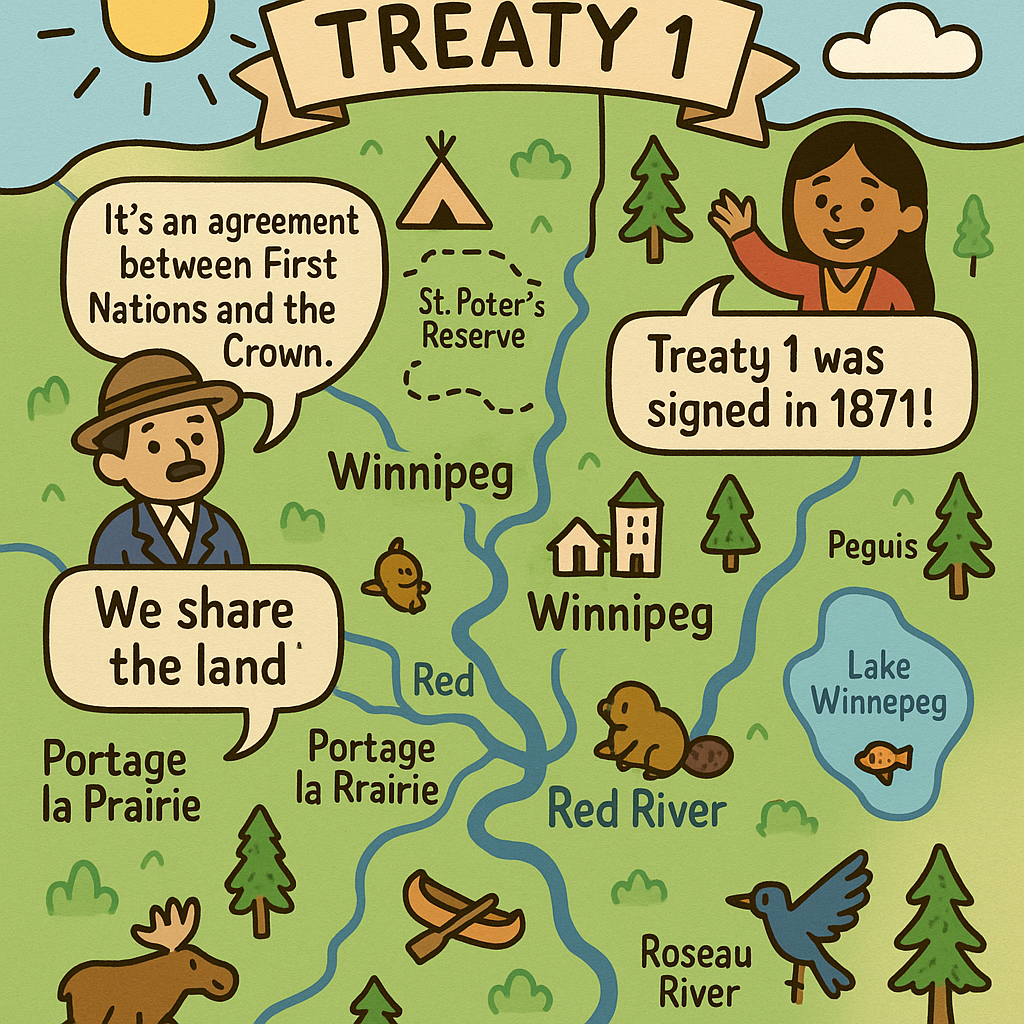 TREATY 1
It's an agreement
between First
Nations and the
Crown.
St. Poter's
Reserve
Treaty 1 was
signed in 1871!
Winnipeg
Peguis
We share
the land
Winnipeg
Red
Lake
Winnepeg
Portage
la Prairie
Portage
la Rrairie
Red River
Roseau
River